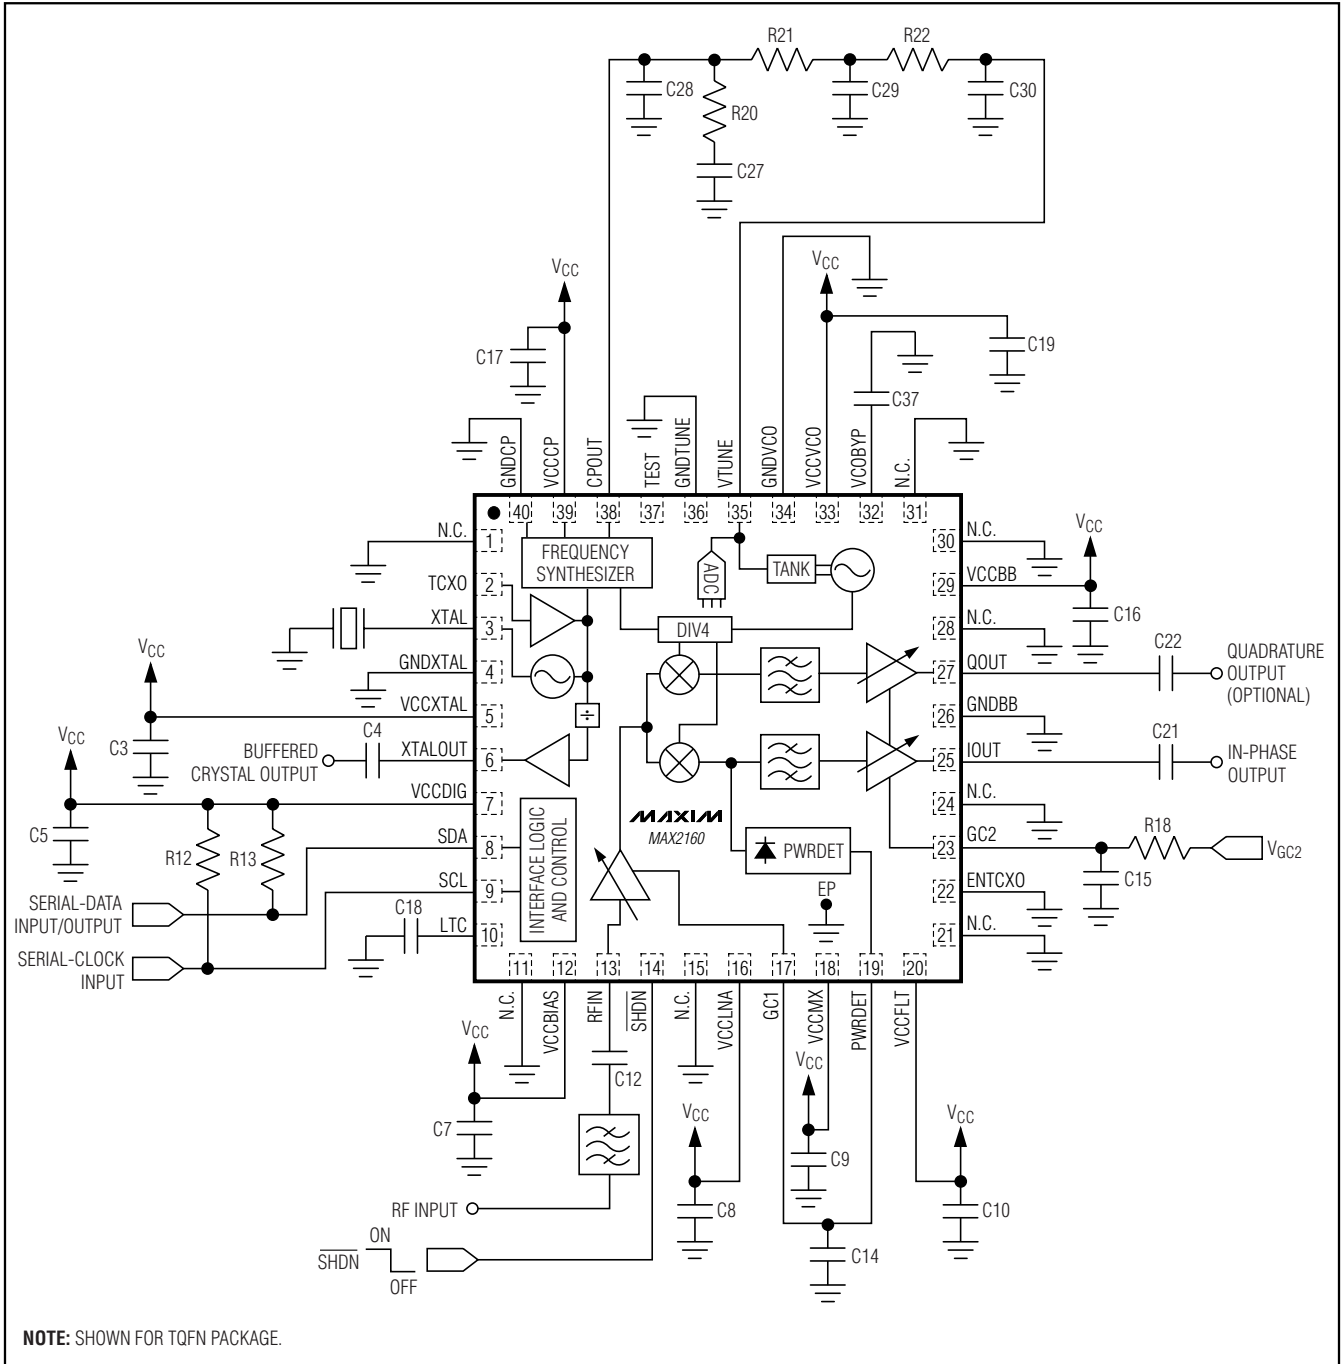 R21
R22
C28
C29
C30
R20
C27
VCC
VCC
C17
C19
C37
GNDCP
VCCCP
CPOUT
TEST
GNDTUNE
VTUNE
GNDVCO
VCCVCO
VCOBYP
N.C.
40
39
38
37
36
35
34
33
32
31
N.C.
1
TCXO
2
XTAL
3
GNDXTAL
4
VCC
VCCXTAL
5
C3
BUFFERED
CRYSTAL OUTPUT
C4
XTALOUT
6
VCC
VCCDIG
7
C5
R12
R13
SDA
8
SCL
9
SERIAL-DATA
INPUT/OUTPUT
C18
LTC
10
SERIAL-CLOCK
INPUT
FREQUENCY
SYNTHESIZER
ADC
TANK
DIV4
÷
MAXIM
MAX2160
INTERFACE LOGIC
AND CONTROL
PWRDET
EP
30
N.C.
VCC
29
VCCBB
C16
28
N.C.
27
QOUT
C22
QUADRATURE
OUTPUT
(OPTIONAL)
26
GNDBB
25
IOUT
C21
IN-PHASE
OUTPUT
24
N.C.
23
GC2
R18
VGC2
C15
22
ENTCXO
21
N.C.
11
12
13
14
15
16
17
18
19
20
N.C.
VCCBIAS
RFIN
SHDN
N.C.
VCCLNA
GC1
VCCMX
PWRDET
VCCFLT
VCC
C7
C12
VCC
C8
VCC
C9
VCC
C10
C14
RF INPUT
ON
SHDN
OFF
NOTE: SHOWN FOR TQFN PACKAGE.